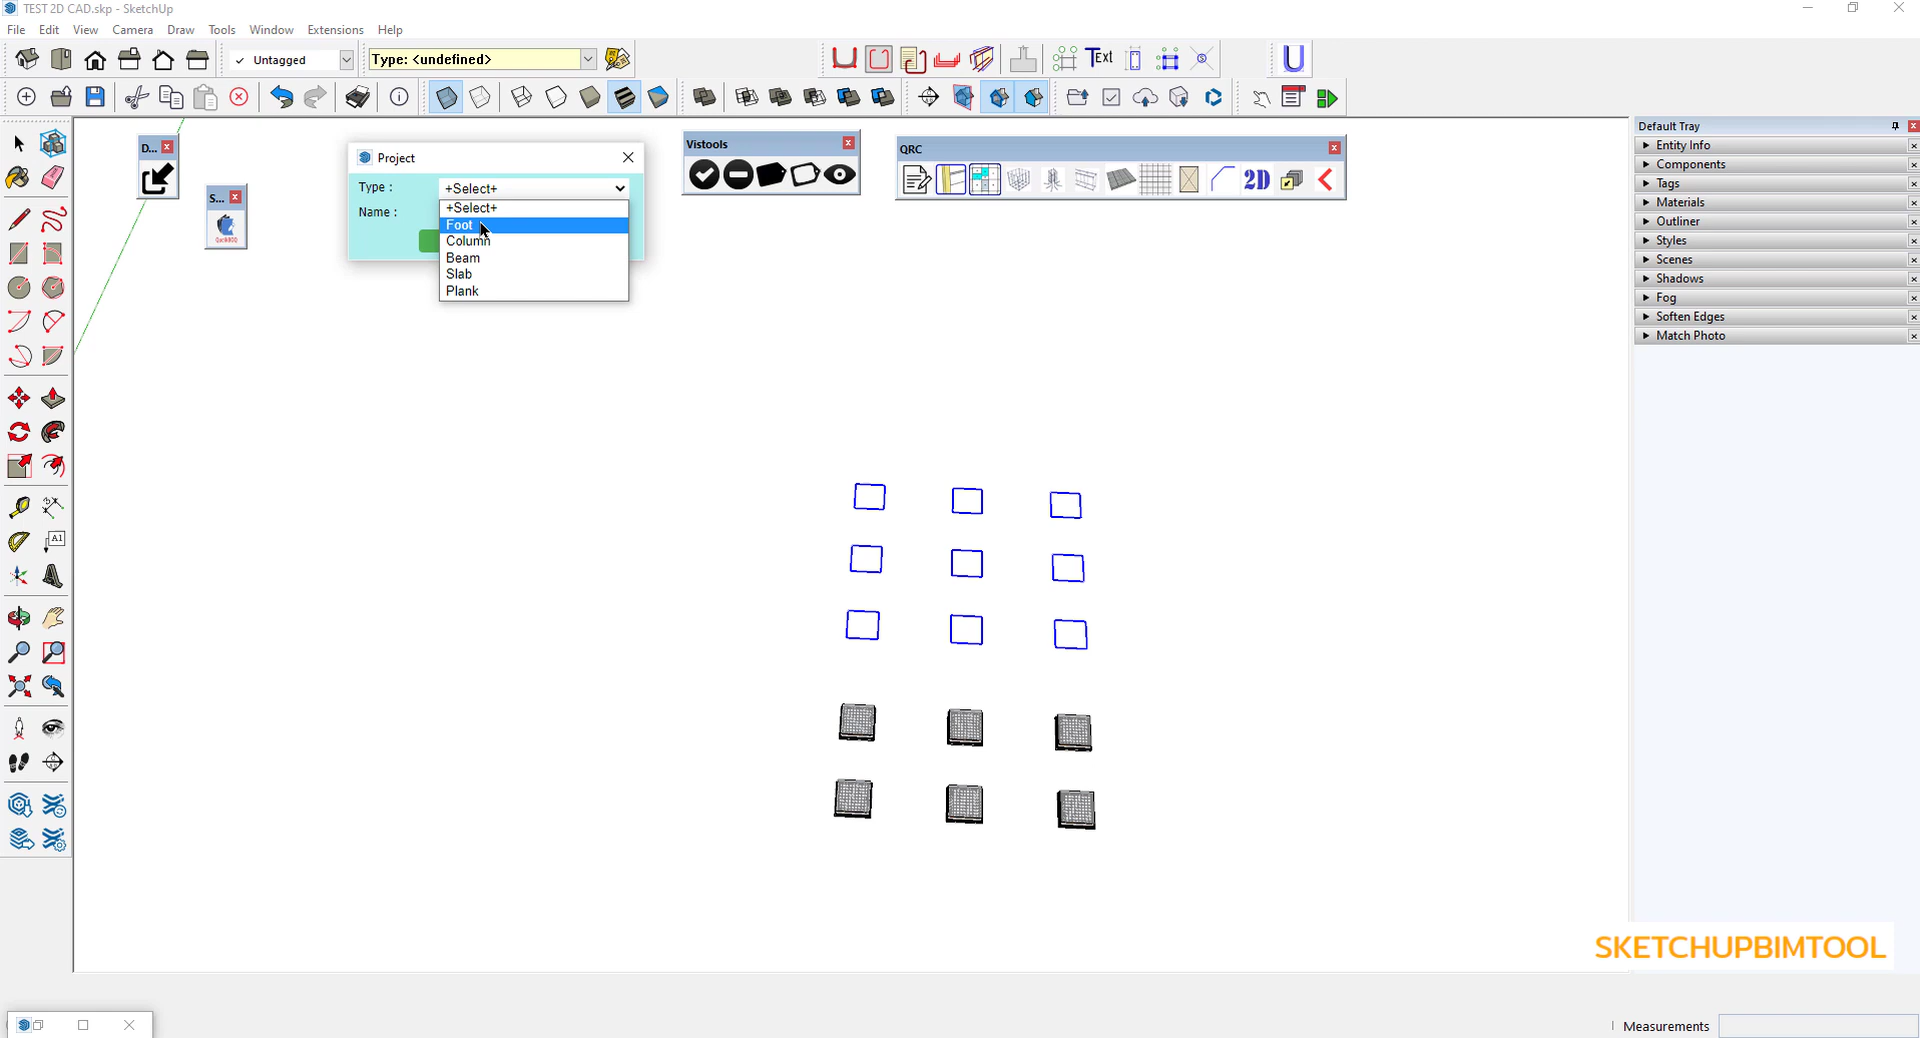 TEST 2D CAD.skp - SketchUp
File Edit View Camera Draw Tools Window Extensions Help
✓ Untagged
Type: <undefined>
Text
D...
S...
QuickBOQ
Project
Type :
+Select+
Name :
+Select+
Foot
Column
Beam
Slab
Plank
Vistools
QRC
2D
A1
Default Tray
Entity Info
Components
Tags
Materials
Outliner
Styles
Scenes
Shadows
Fog
Soften Edges
Match Photo
SKETCHUPBIMTOOL
Measurements